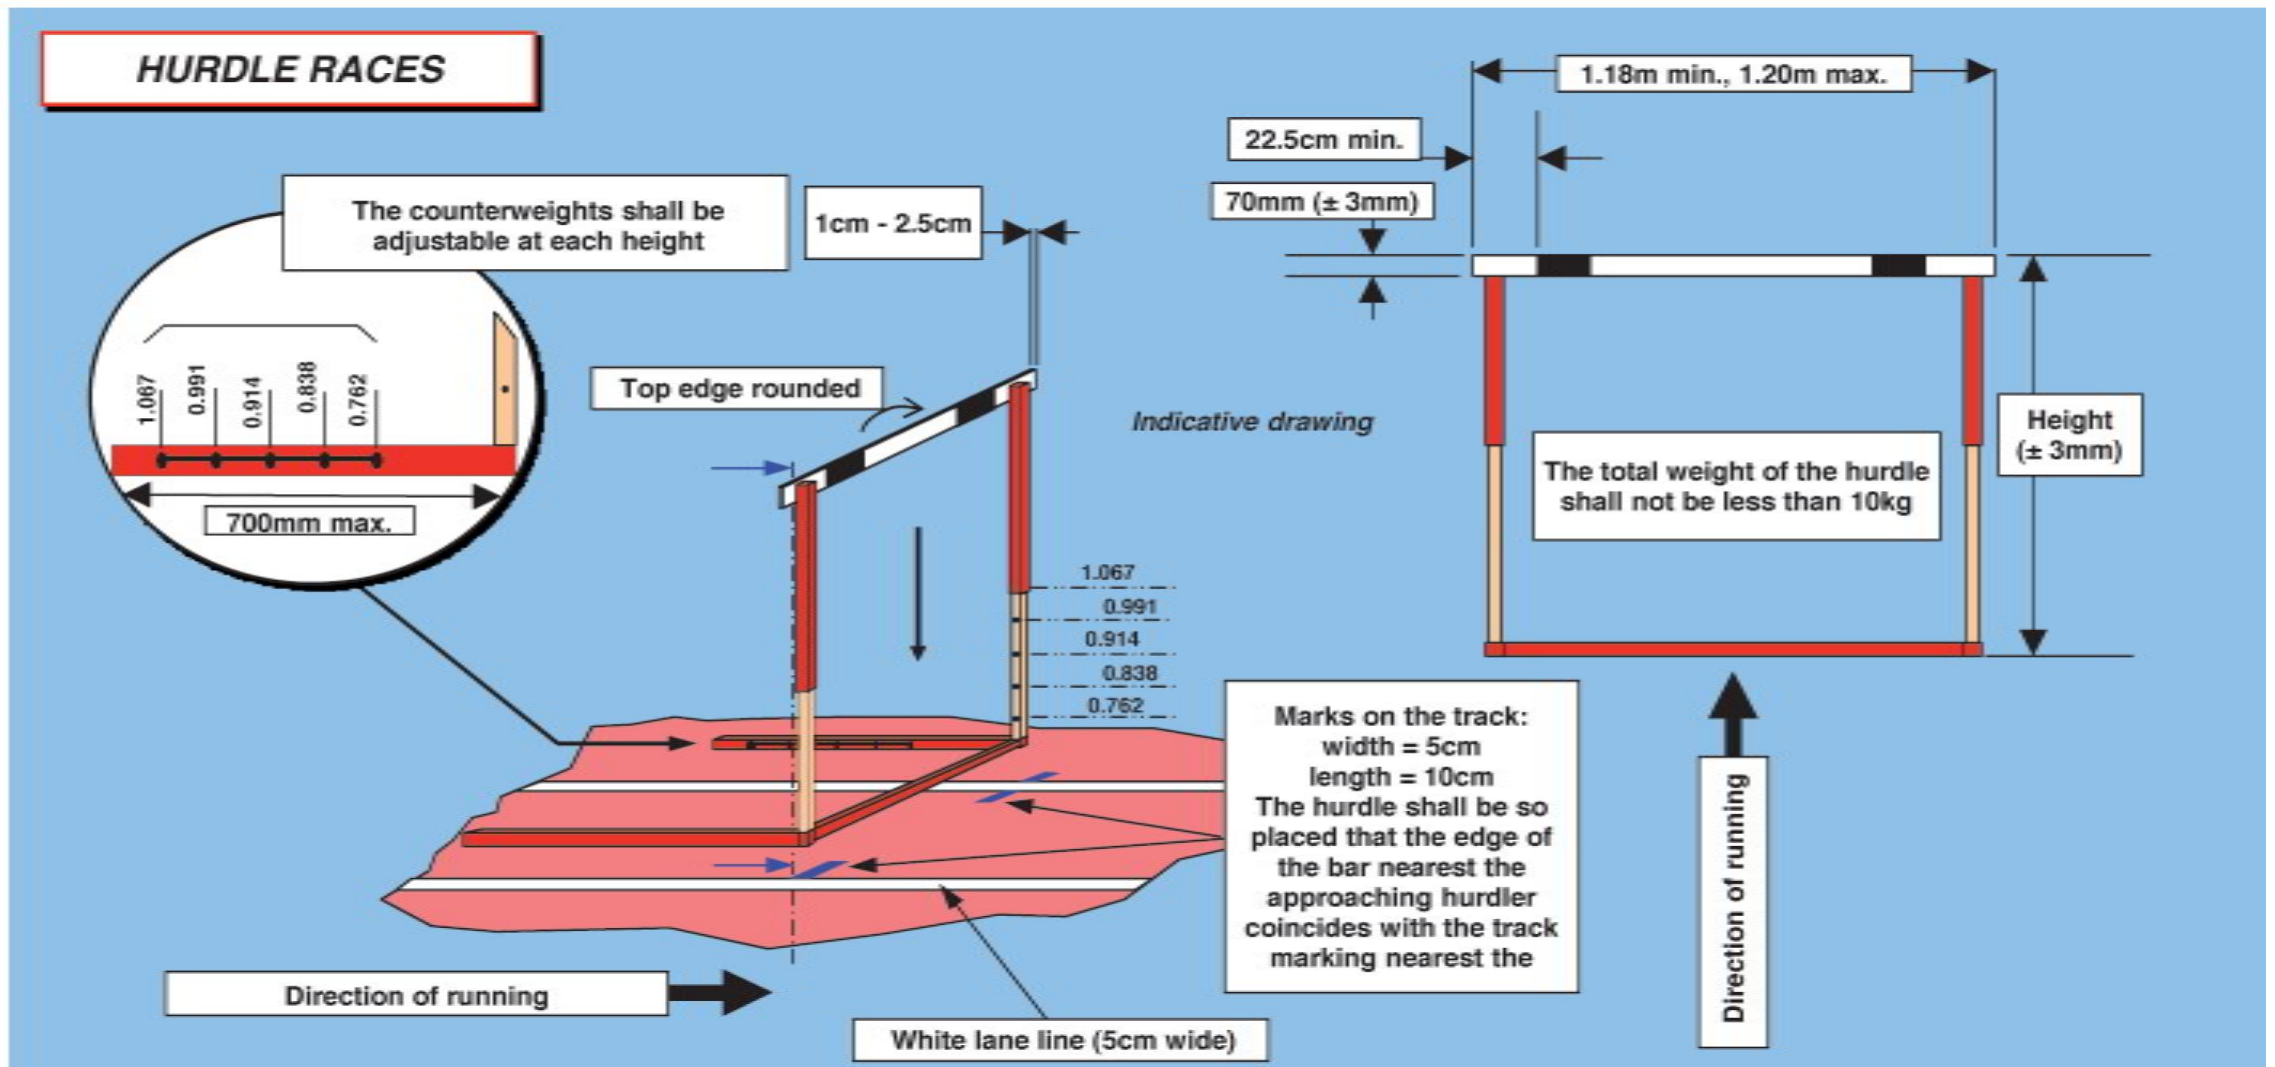 HURDLE RACES
The counterweights shall be
adjustable at each height
1.067
0.991
0.914
0.838
0.762
700mm max.
1cm - 2.5cm
Top edge rounded
Indicative drawing
1.067
0.991
0.914
0.838
0.762
1.18m min., 1.20m max.
22.5cm min.
70mm (± 3mm)
Height
(± 3mm)
The total weight of the hurdle
shall not be less than 10kg
Marks on the track:
width = 5cm
length = 10cm
The hurdle shall be so
placed that the edge of
the bar nearest the
approaching hurdler
coincides with the track
marking nearest the
Direction of running
Direction of running
White lane line (5cm wide)